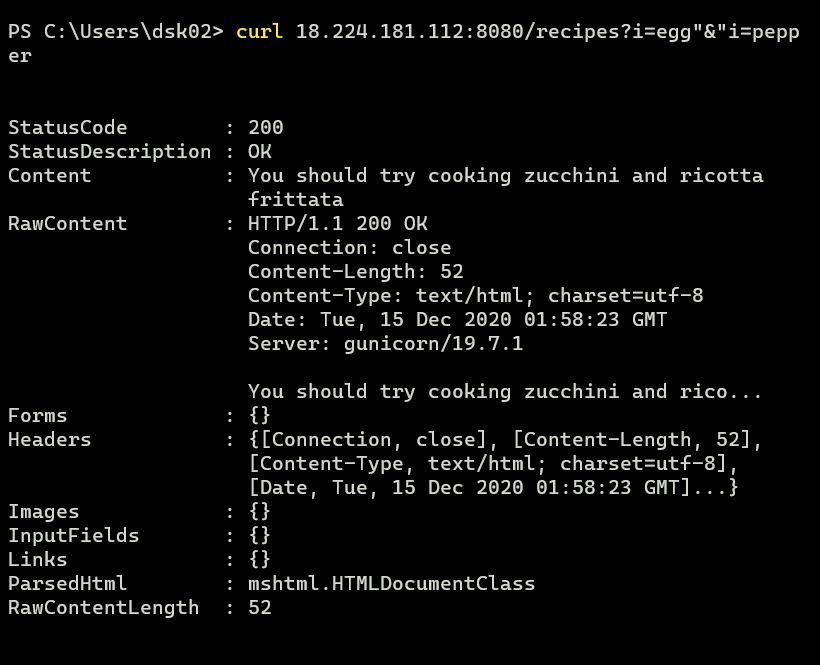 PS C:\Users\dsk02> curl 18.224.181.112:8080/recipes?i=egg"&"i=pepp
er
StatusCode        : 200
StatusDescription : OK
Content           : You should try cooking zucchini and ricotta
                    frittata
RawContent        : HTTP/1.1 200 OK
                    Connection: close
                    Content-Length: 52
                    Content-Type: text/html; charset=utf-8
                    Date: Tue, 15 Dec 2020 01:58:23 GMT
                    Server: gunicorn/19.7.1
                    You should try cooking zucchini and rico...
Forms             : {}
Headers           : {[Connection, close], [Content-Length, 52],
                    [Content-Type, text/html; charset=utf-8],
                    [Date, Tue, 15 Dec 2020 01:58:23 GMT]...}
Images            : {}
InputFields       : {}
Links             : {}
ParsedHtml        : mshtml.HTMLDocumentClass
RawContentLength  : 52